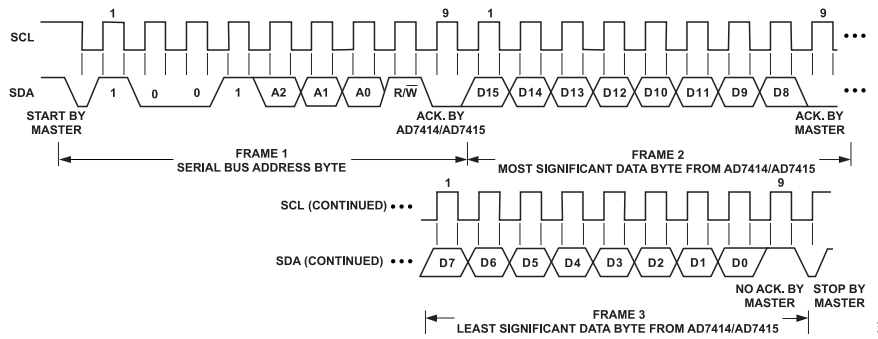 1 9 1 9
SCL
SDA 1 0 0 1 A2 A1 A0 R/W D15 D14 D13 D12 D10 D11 D9 D8
START BY
MASTER
ACK. BY
AD7414/AD7415
ACK. BY
MASTER
FRAME 1
SERIAL BUS ADDRESS BYTE
FRAME 2
MOST SIGNIFICANT DATA BYTE FROM AD7414/AD7415
1 9
SCL (CONTINUED)
SDA (CONTINUED) D7 D6 D5 D4 D3 D2 D1 D0
NO ACK. BY
MASTER
STOP BY
MASTER
FRAME 3
LEAST SIGNIFICANT DATA BYTE FROM AD7414/AD7415